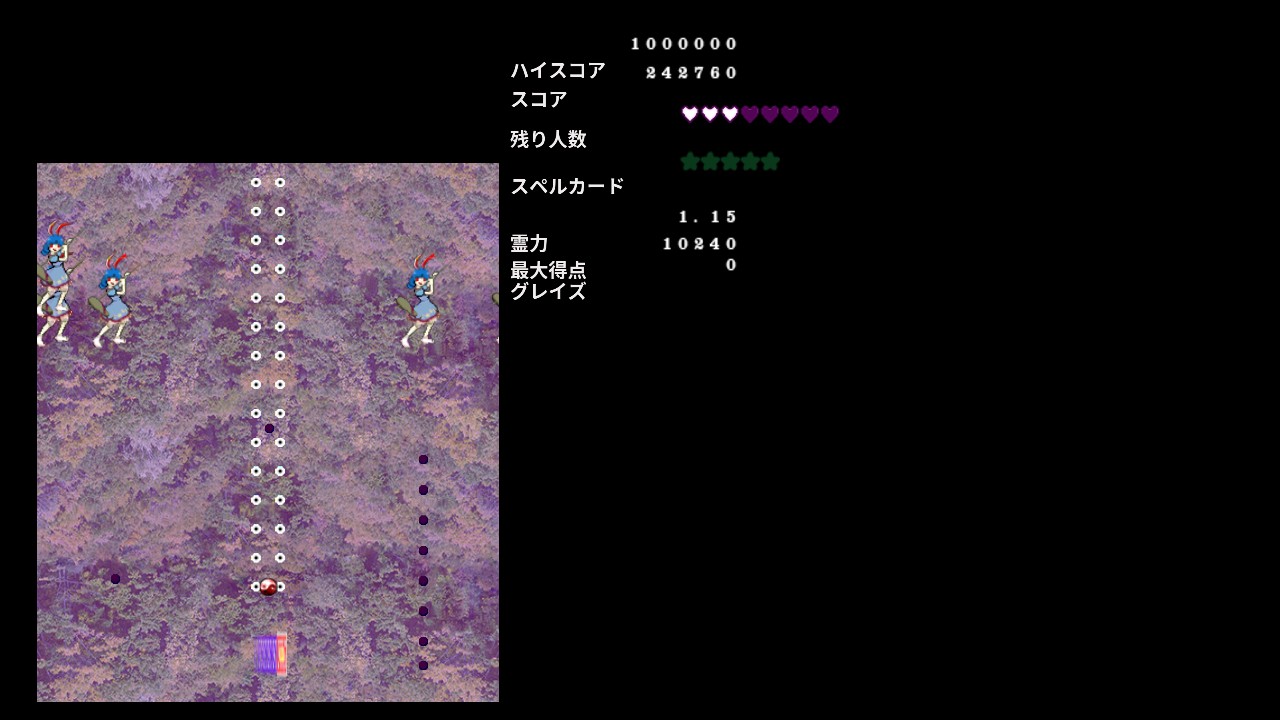 1000000
ハイスコア
242760
スコア
残り人数
スペルカード
1.15
霊力
10240
最大得点
0
グレイズ